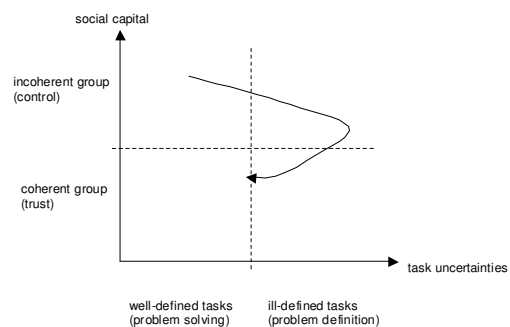 social capital
incoherent group
(control)
coherent group
(trust)
task uncertainties
well-defined tasks
(problem solving)
ill-defined tasks
(problem definition)